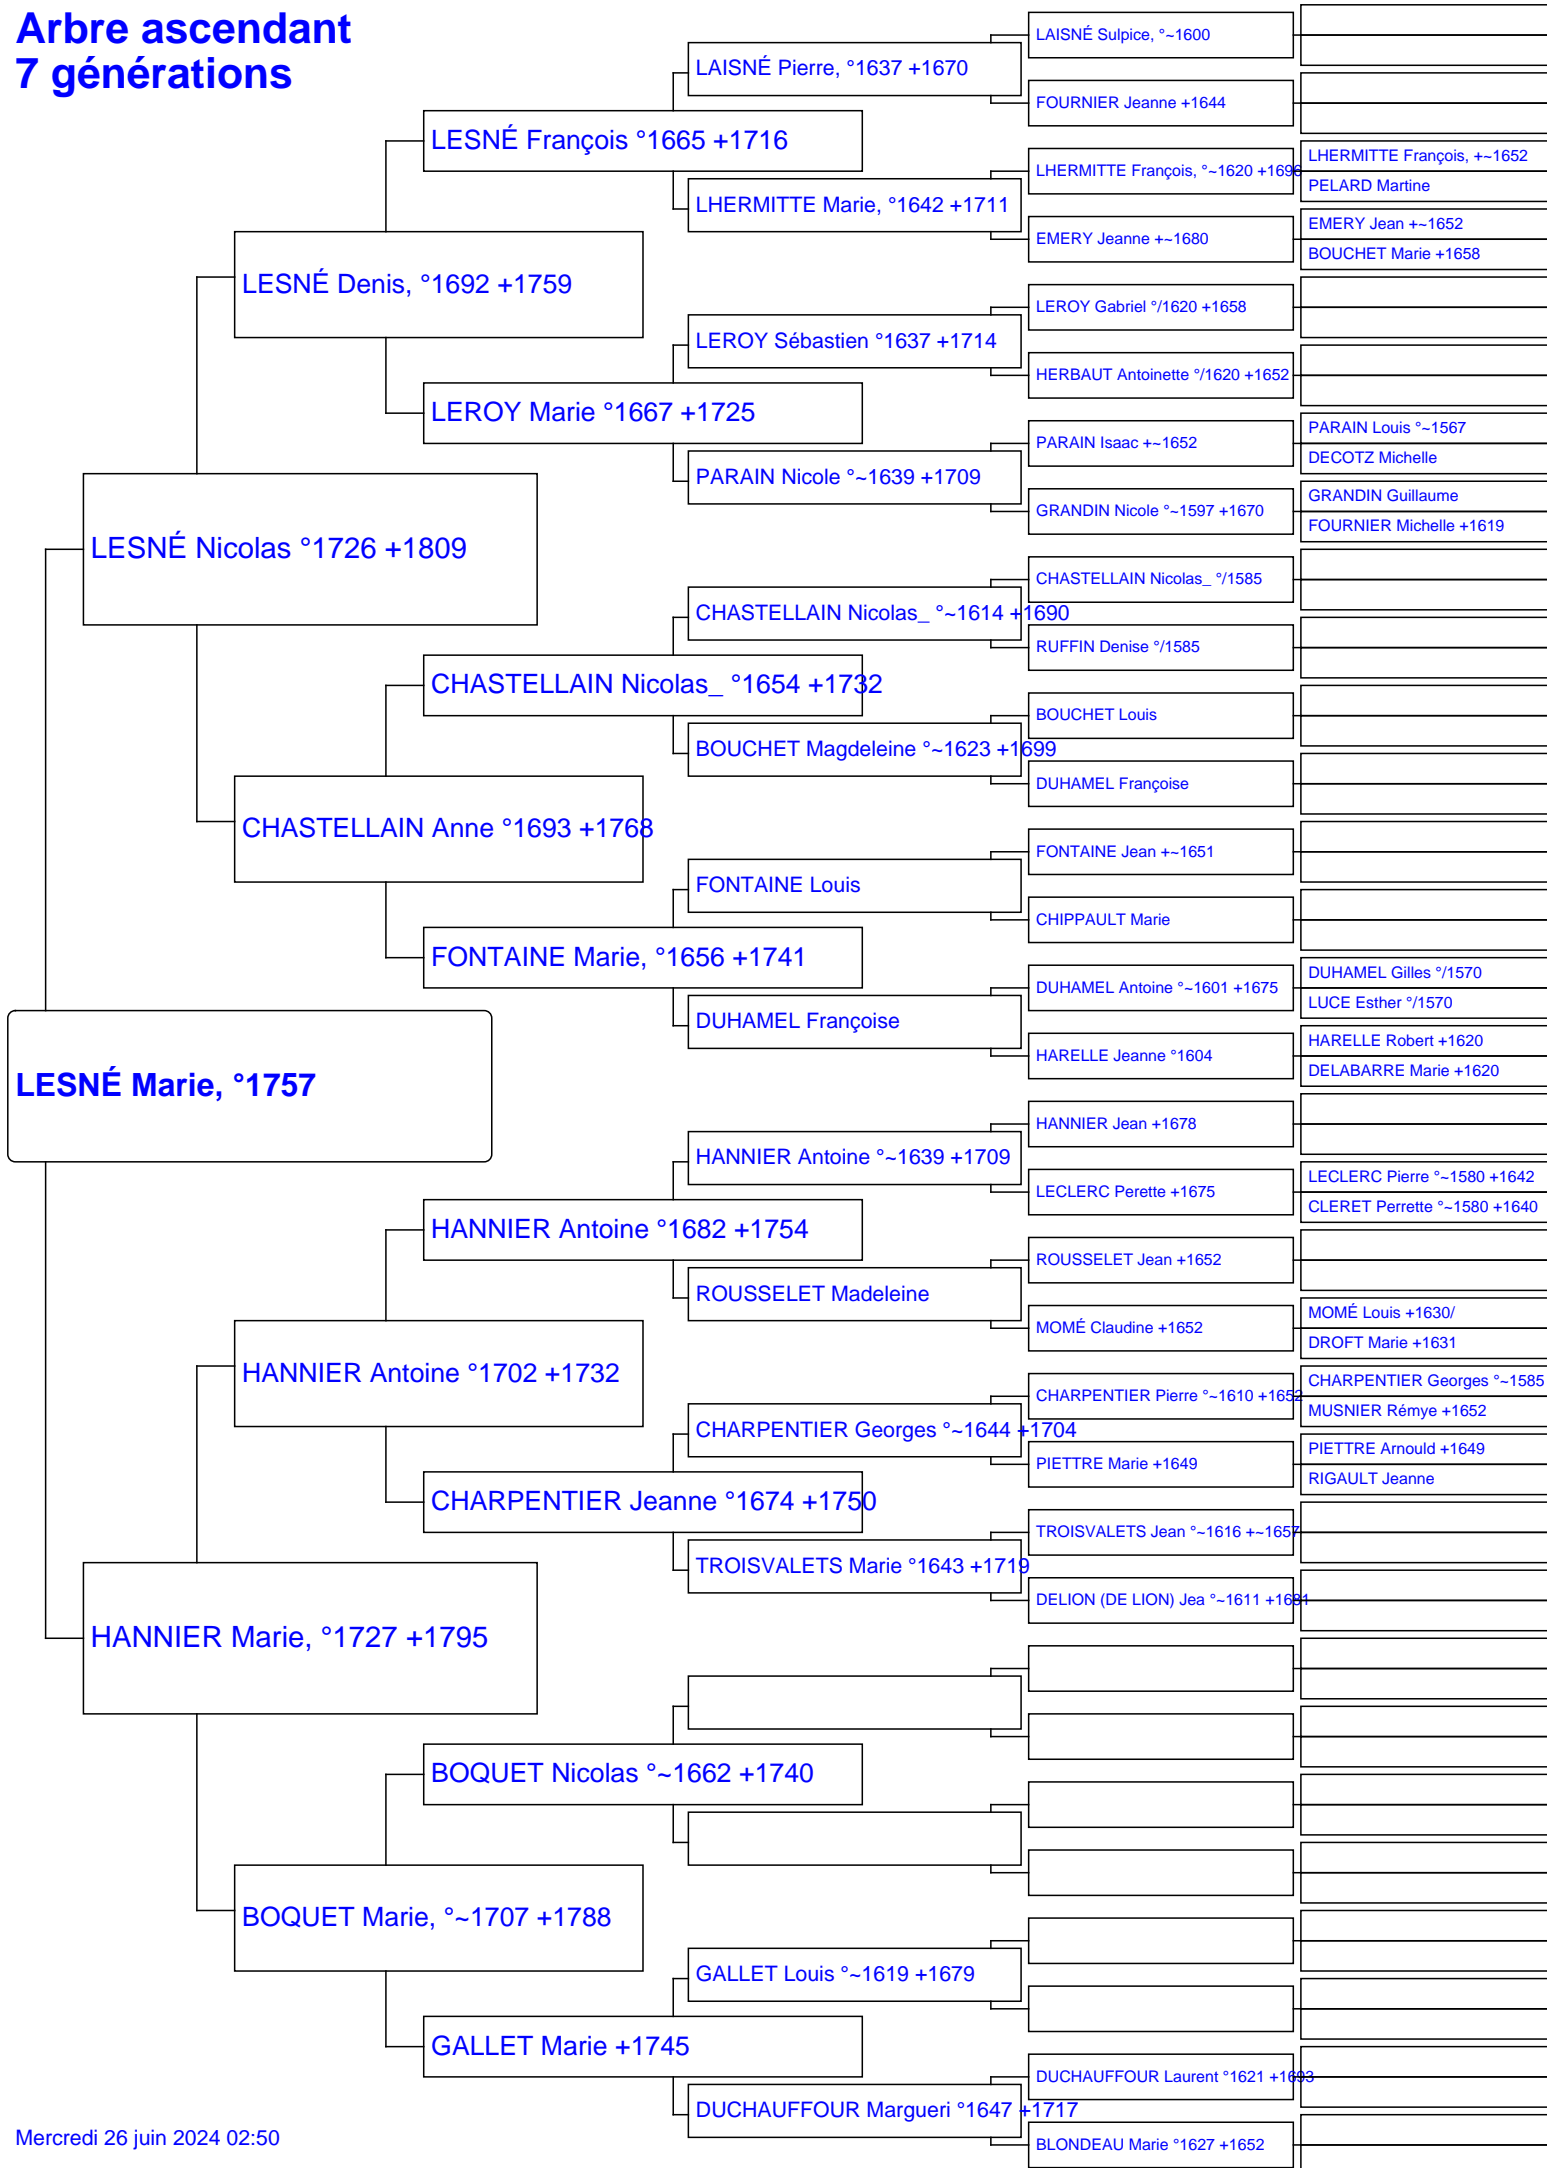 Arbre ascendant
7 générations
LESNÉ Marie, °1757
LESNÉ Nicolas °1726 +1809
HANNIER Marie, °1727 +1795
LESNÉ Denis, °1692 +1759
CHASTELLAIN Anne °1693 +1768
HANNIER Antoine °1702 +1732
BOQUET Marie, °~1707 +1788
LESNÉ François °1665 +1716
LEROY Marie °1667 +1725
CHASTELLAIN Nicolas_ °1654 +1732
FONTAINE Marie, °1656 +1741
HANNIER Antoine °1682 +1754
CHARPENTIER Jeanne °1674 +1750
BOQUET Nicolas °~1662 +1740
GALLET Marie +1745
LAISNÉ Pierre, °1637 +1670
LHERMITTE Marie, °1642 +1711
LEROY Sébastien °1637 +1714
PARAIN Nicole °~1639 +1709
CHASTELLAIN Nicolas_ °~1614 +1690
BOUCHET Magdeleine °~1623 +1699
FONTAINE Louis
DUHAMEL Françoise
HANNIER Antoine °~1639 +1709
ROUSSELET Madeleine
CHARPENTIER Georges °~1644 +1704
TROISVALETS Marie °1643 +1719
GALLET Louis °~1619 +1679
DUCHAUFFOUR Margueri °1647 +1717
LAISNÉ Sulpice, °~1600
FOURNIER Jeanne +1644
LHERMITTE François, °~1620 +1696
EMERY Jeanne +~1680
LEROY Gabriel °/1620 +1658
HERBAUT Antoinette °/1620 +1652
PARAIN Isaac +~1652
GRANDIN Nicole °~1597 +1670
CHASTELLAIN Nicolas_ °/1585
RUFFIN Denise °/1585
BOUCHET Louis
DUHAMEL Françoise
FONTAINE Jean +~1651
CHIPPAULT Marie
DUHAMEL Antoine °~1601 +1675
HARELLE Jeanne °1604
HANNIER Jean +1678
LECLERC Perette +1675
ROUSSELET Jean +1652
MOMÉ Claudine +1652
CHARPENTIER Pierre °~1610 +1652
PIETTRE Marie +1649
TROISVALETS Jean °~1616 +~1657
DELION (DE LION) Jea °~1611 +1681
DUCHAUFFOUR Laurent °1621 +1693
BLONDEAU Marie °1627 +1652
LHERMITTE François, +~1652
PELARD Martine
EMERY Jean +~1652
BOUCHET Marie +1658
PARAIN Louis °~1567
DECOTZ Michelle
GRANDIN Guillaume
FOURNIER Michelle +1619
DUHAMEL Gilles °/1570
LUCE Esther °/1570
HARELLE Robert +1620
DELABARRE Marie +1620
LECLERC Pierre °~1580 +1642
CLERET Perrette °~1580 +1640
MOMÉ Louis +1630/
DROFT Marie +1631
CHARPENTIER Georges °~1585
MUSNIER Rémye +1652
PIETTRE Arnould +1649
RIGAULT Jeanne
Mercredi 26 juin 2024 02:50